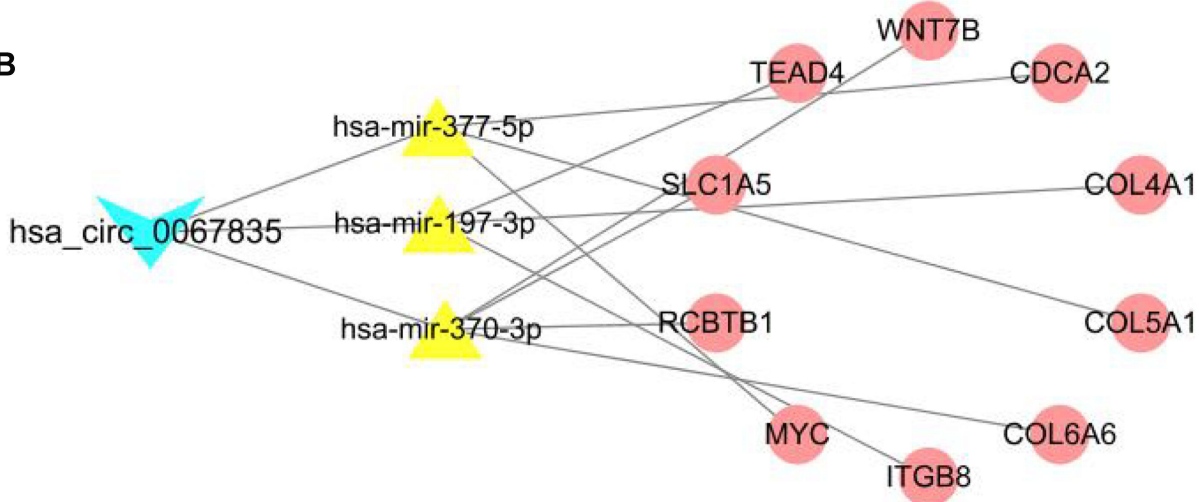 B
WNT7B
TEAD4
CDCA2
hsa-mir-377-5p
SLC1A5
COL4A1
hsa_circ_0067835
hsa-mir-197-3p
hsa-mir-370-3p
RCBTB1
COL5A1
MYC
COL6A6
ITGB8